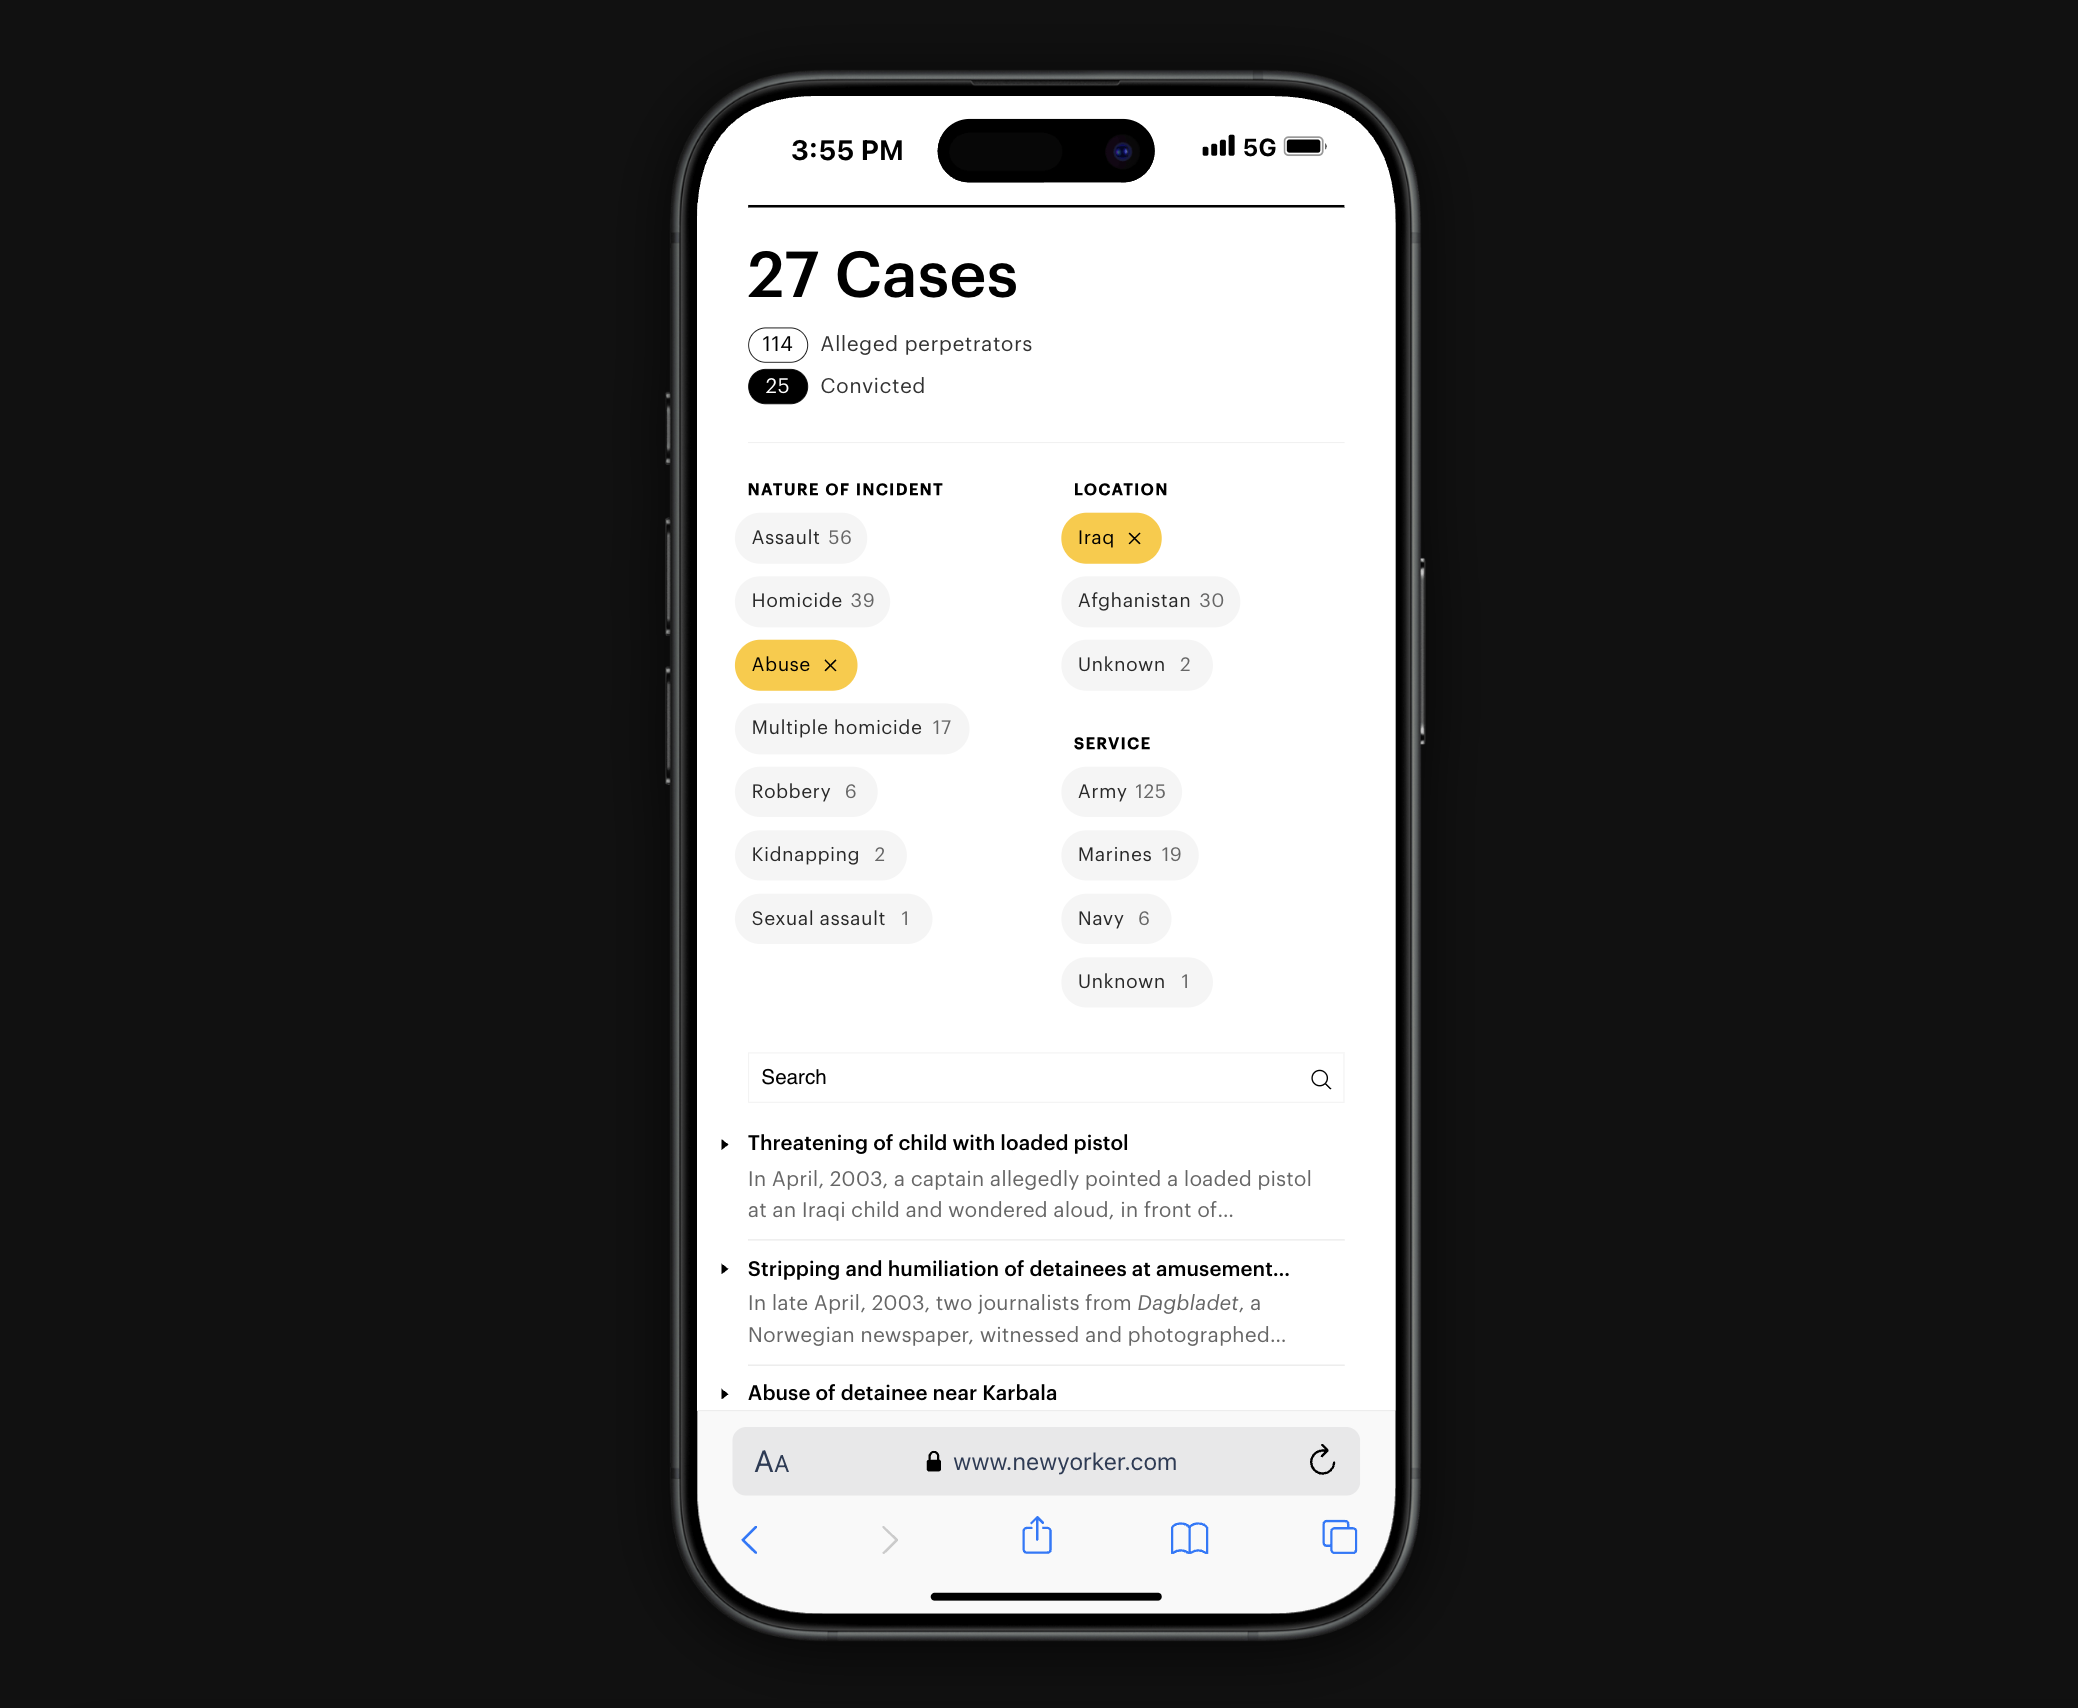 3:55 PM
5G
27 Cases
114 Alleged perpetrators
25 Convicted
NATURE OF INCIDENT
Assault 56
Homicide 39
Abuse ×
Multiple homicide 17
Robbery 6
Kidnapping 2
Sexual assault 1
LOCATION
Iraq ×
Afghanistan 30
Unknown 2
SERVICE
Army 125
Marines 19
Navy 6
Unknown 1
Search
Threatening of child with loaded pistol
In April, 2003, a captain allegedly pointed a loaded pistol
at an Iraqi child and wondered aloud, in front of...
Stripping and humiliation of detainees at amusement...
In late April, 2003, two journalists from Dagbladet, a
Norwegian newspaper, witnessed and photographed...
Abuse of detainee near Karbala
AA
www.newyorker.com